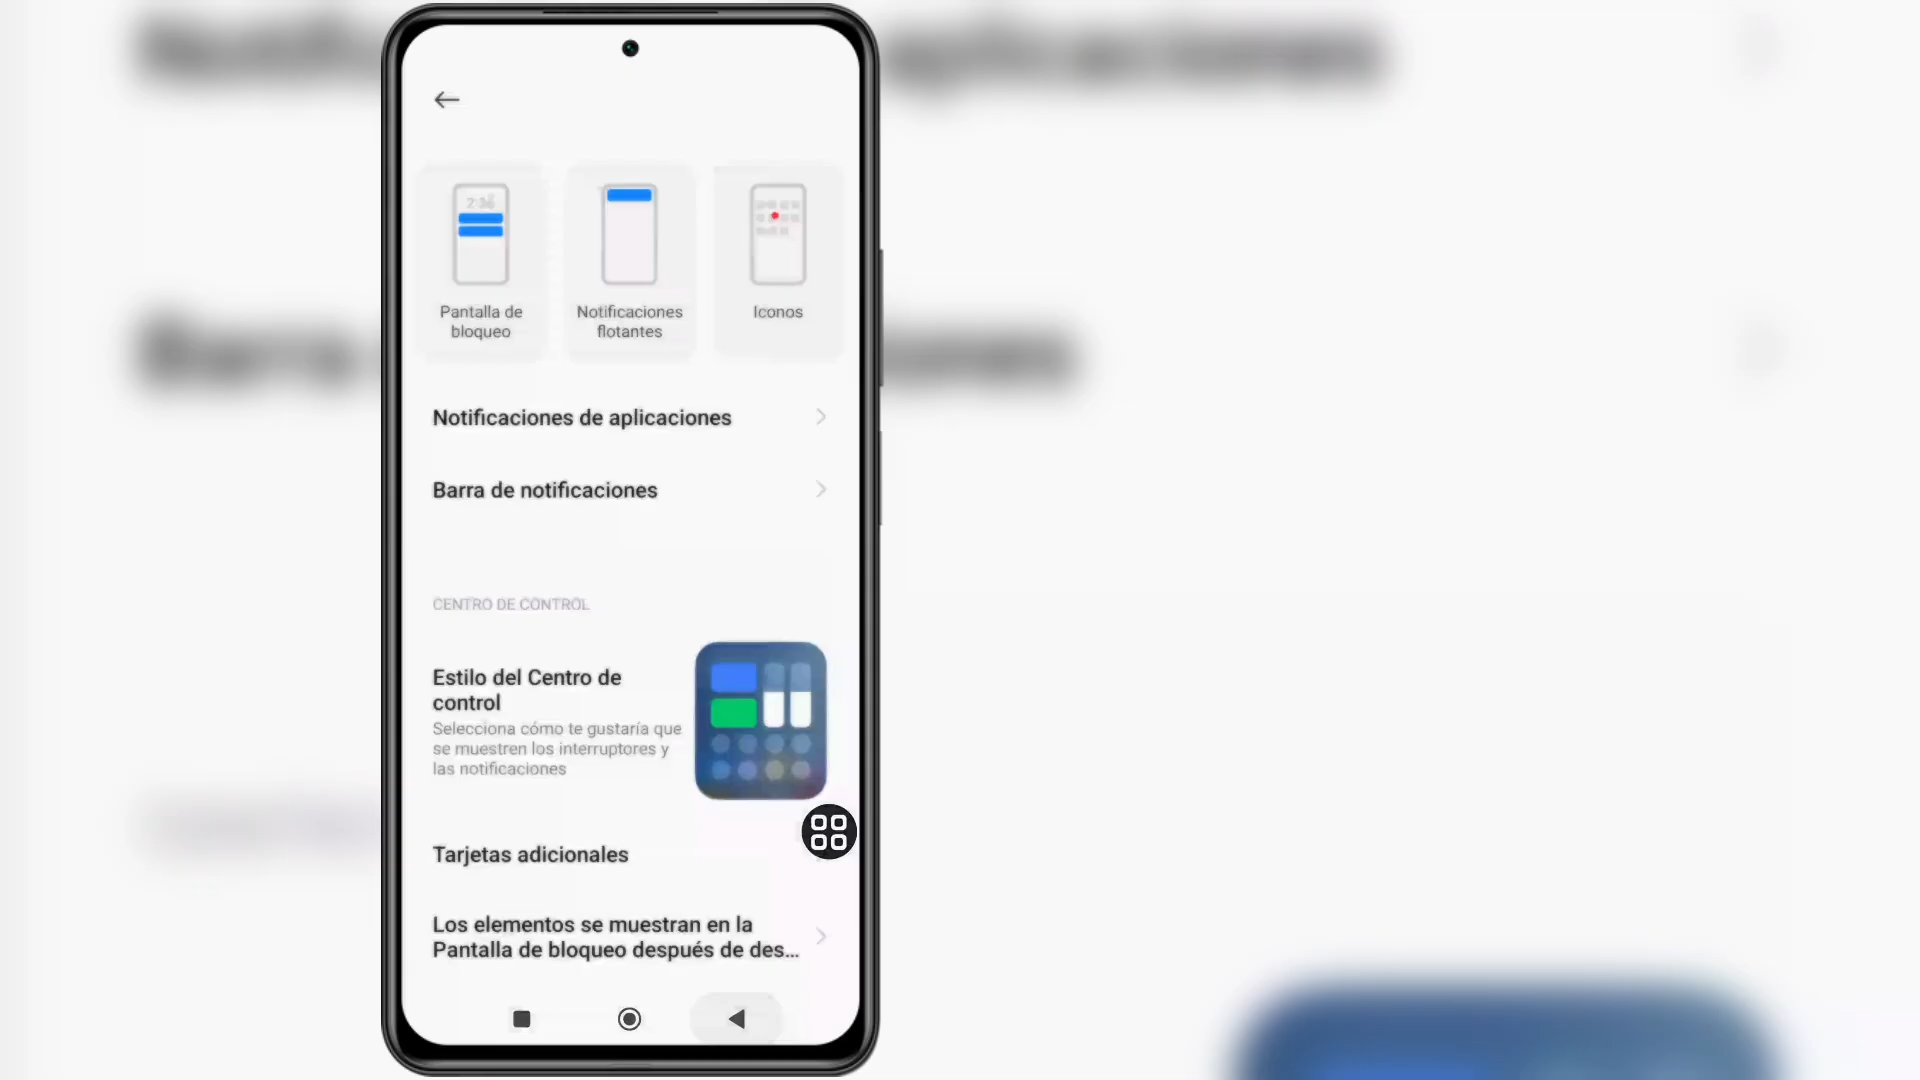 2:36
Pantalla de
bloqueo
Notificaciones
flotantes
Iconos
Notificaciones de aplicaciones
Barra de notificaciones
CENTRO DE CONTROL
Estilo del Centro de
control
Selecciona cómo te gustaría que
se muestren los interruptores y
las notificaciones
Tarjetas adicionales
Los elementos se muestran en la
Pantalla de bloqueo después de des...